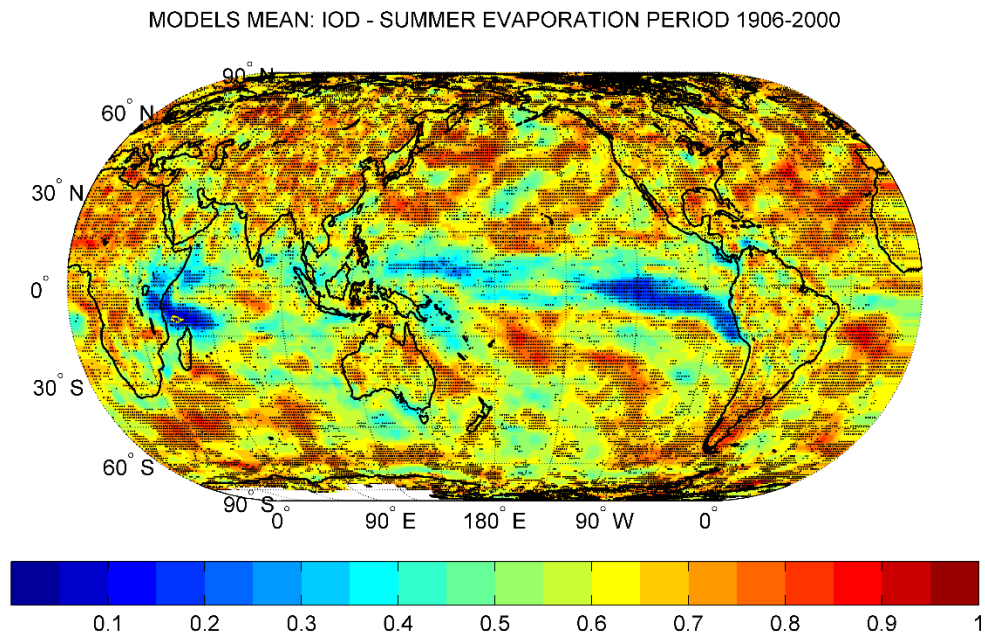 MODELS MEAN: IOD - SUMMER EVAPORATION PERIOD 1906-2000
90° N
60° N
30° N
0°
30° S
60° S
90° S
0° 90° E 180° E 90° W 0°
0.1 0.2 0.3 0.4 0.5 0.6 0.7 0.8 0.9 1